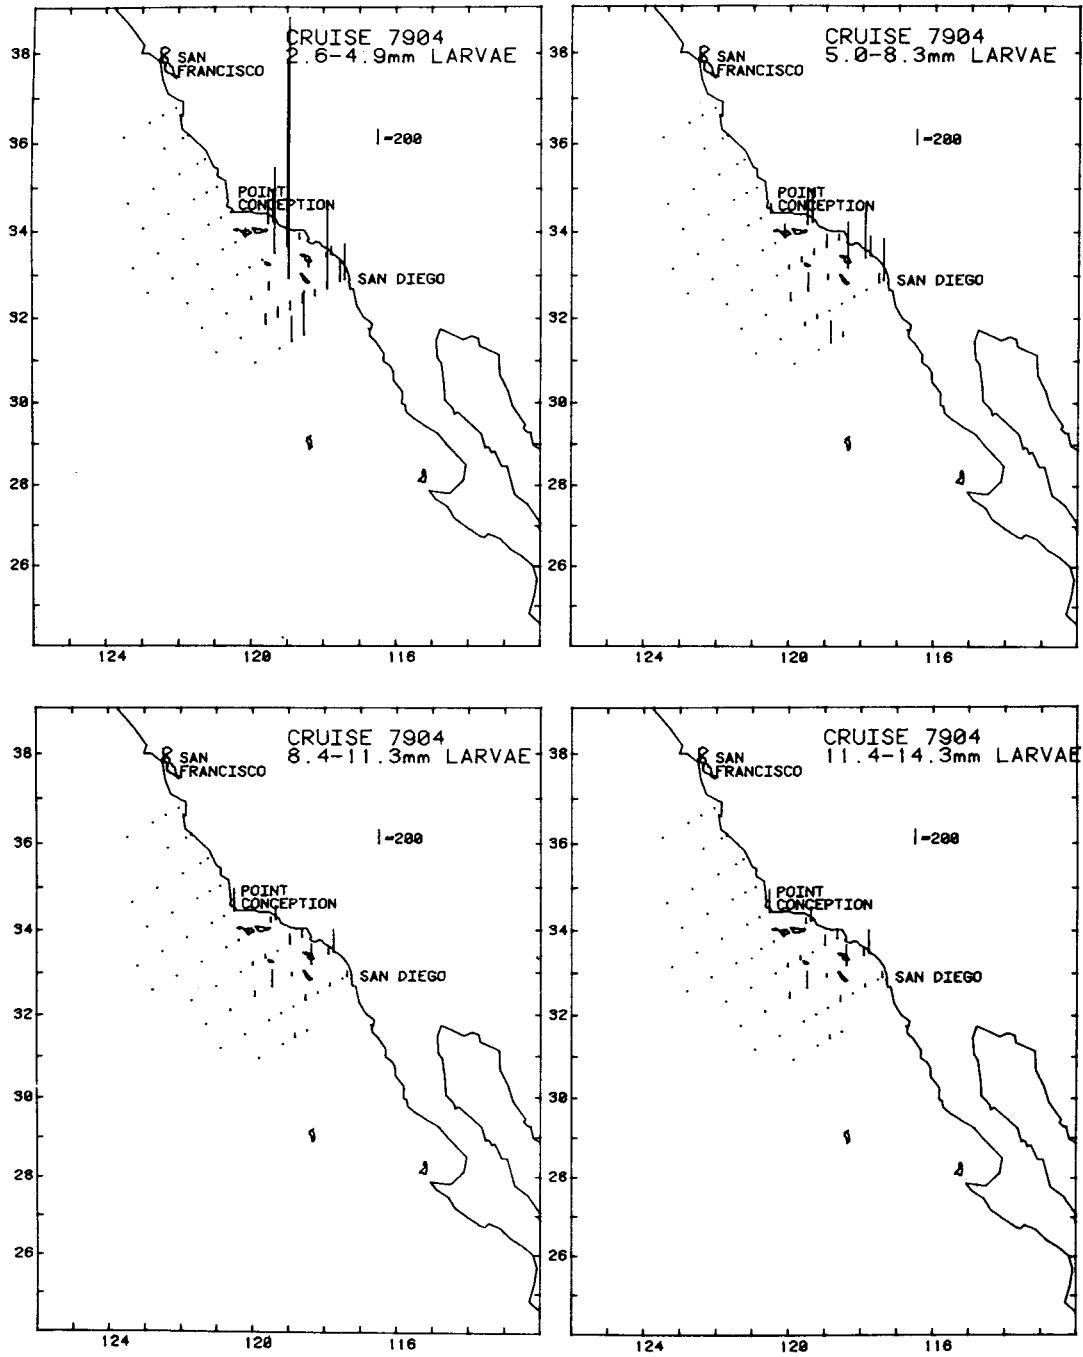 CRUISE 7904
2.6-4.9mm LARVAE
SAN
FRANCISCO
|=200
POINT
CONCEPTION
SAN DIEGO
38
36
34
32
30
28
26
124
120
116
CRUISE 7904
5.0-8.3mm LARVAE
SAN
FRANCISCO
|=200
POINT
CONCEPTION
SAN DIEGO
38
36
34
32
30
28
26
124
120
116
CRUISE 7904
8.4-11.3mm LARVAE
SAN
FRANCISCO
|=200
POINT
CONCEPTION
SAN DIEGO
38
36
34
32
30
28
26
124
120
116
CRUISE 7904
11.4-14.3mm LARVAE
SAN
FRANCISCO
|=200
POINT
CONCEPTION
SAN DIEGO
38
36
34
32
30
28
26
124
120
116